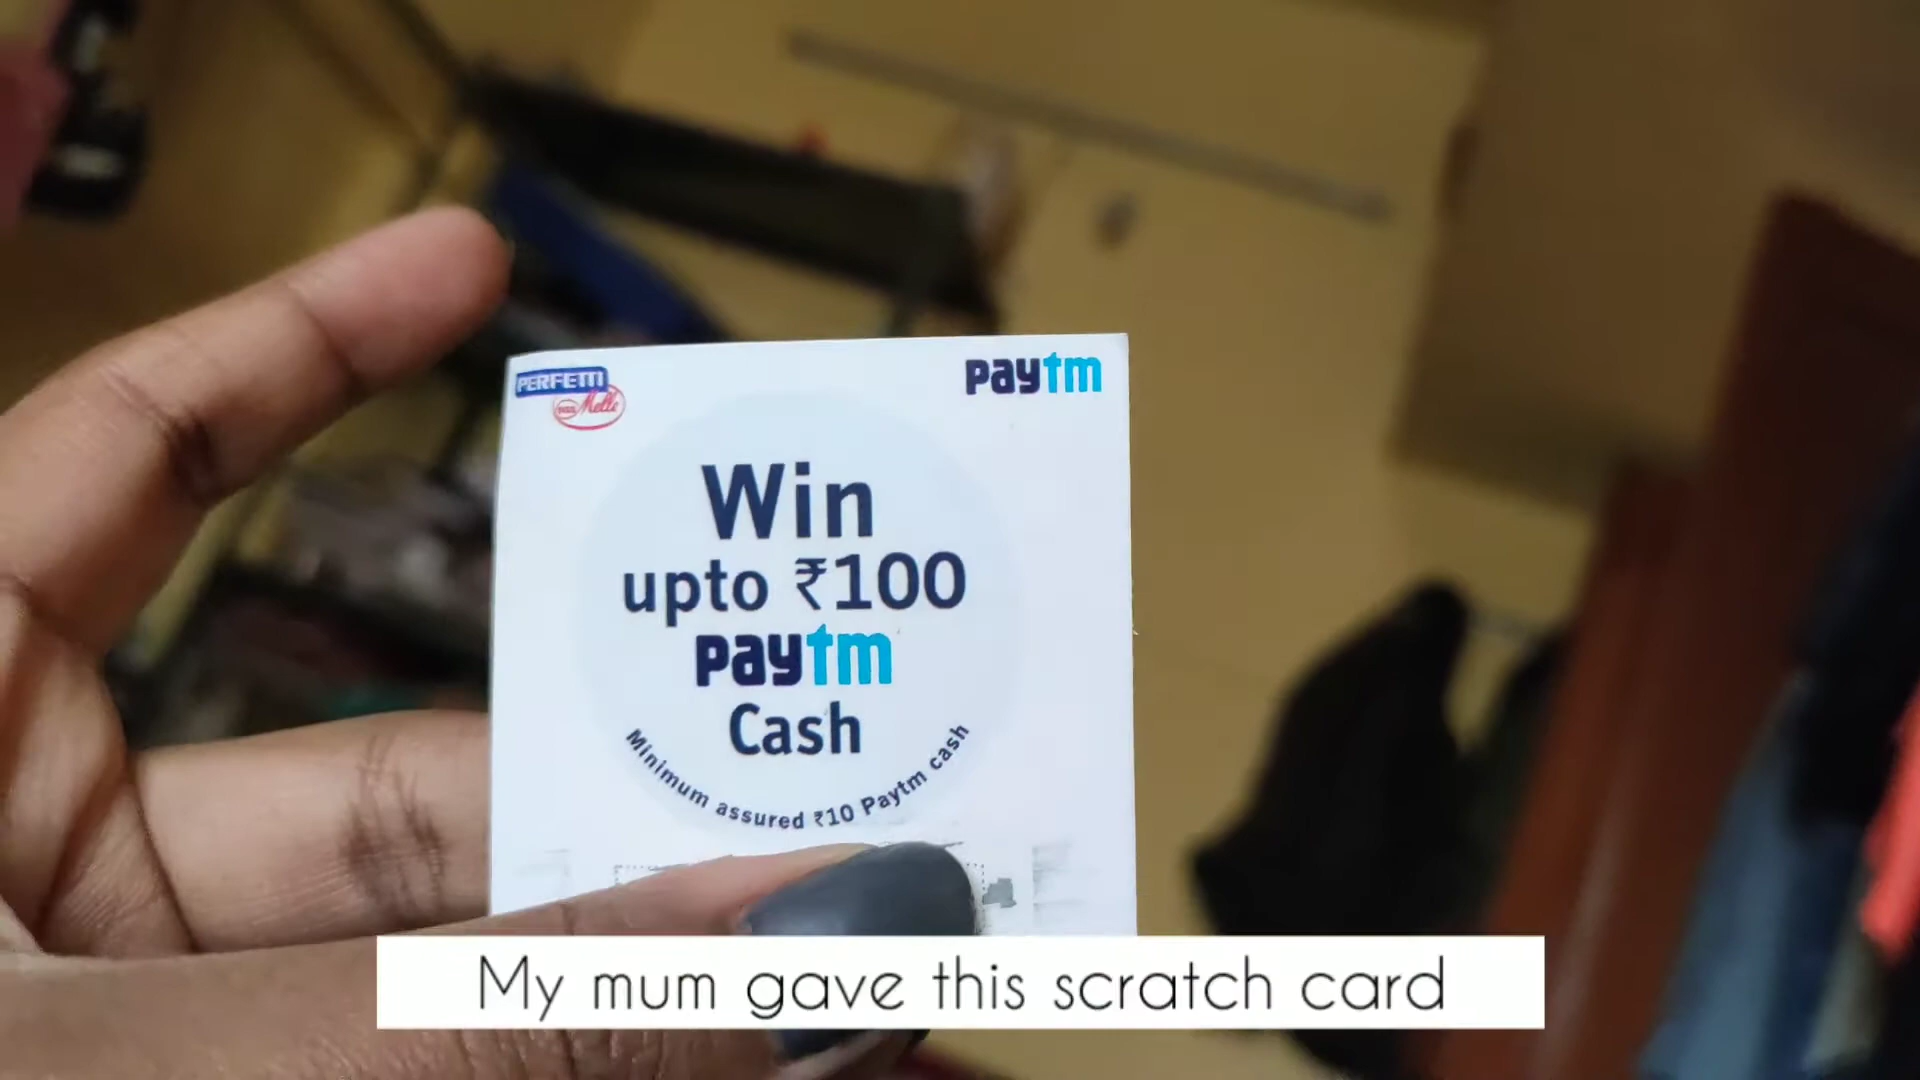 PERFETTI
van Melle
paytm
Win
upto ₹100
paytm
Cash
Minimum assured ₹10 Paytm cash
My mum gave this scratch card